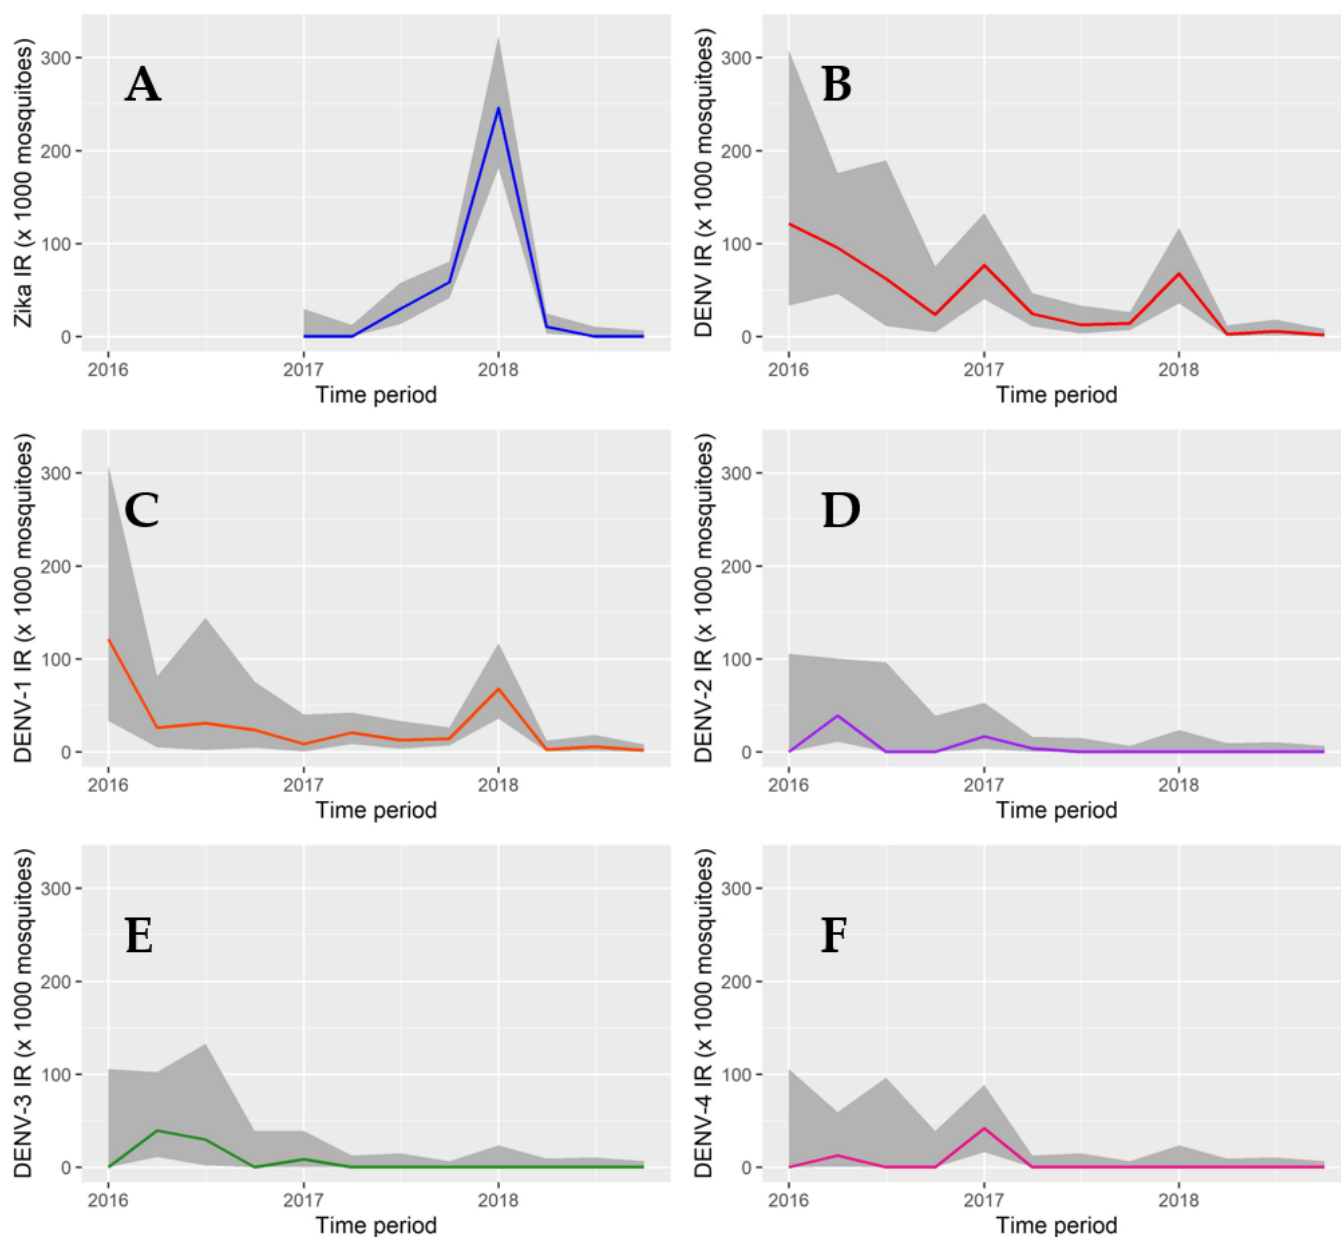 A
Zika IR (x 1000 mosquitoes)
300
200
100
0
2016
2017
2018
Time period
B
DENV IR (x 1000 mosquitoes)
300
200
100
0
2016
2017
2018
Time period
C
DENV-1 IR (x 1000 mosquitoes)
300
200
100
0
2016
2017
2018
Time period
D
DENV-2 IR (x 1000 mosquitoes)
300
200
100
0
2016
2017
2018
Time period
E
DENV-3 IR (x 1000 mosquitoes)
300
200
100
0
2016
2017
2018
Time period
F
DENV-4 IR (x 1000 mosquitoes)
300
200
100
0
2016
2017
2018
Time period